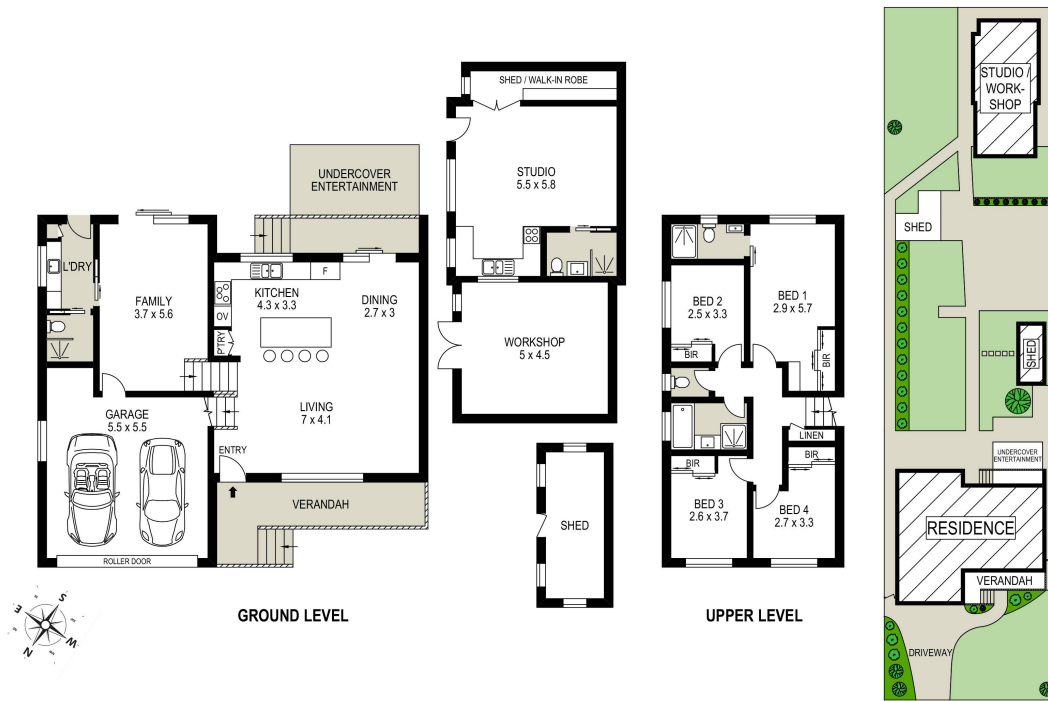 SHED / WALK-IN ROBE
STUDIO
5.5 x 5.8
UNDERCOVER
ENTERTAINMENT
L'DRY
FAMILY
3.7 x 5.6
KITCHEN
4.3 x 3.3
F
OV
P'TRY
DINING
2.7 x 3
WORKSHOP
5 x 4.5
GARAGE
5.5 x 5.5
LIVING
7 x 4.1
ENTRY
VERANDAH
ROLLER DOOR
SHED
GROUND LEVEL
BED 1
2.9 x 5.7
BED 2
2.5 x 3.3
BIR
BIR
LINEN
BIR
BIR
BED 3
2.6 x 3.7
BED 4
2.7 x 3.3
UPPER LEVEL
STUDIO /
WORK-
SHOP
SHED
SHED
UNDERCOVER
ENTERTAINMENT
RESIDENCE
VERANDAH
DRIVEWAY
S
E
W
N